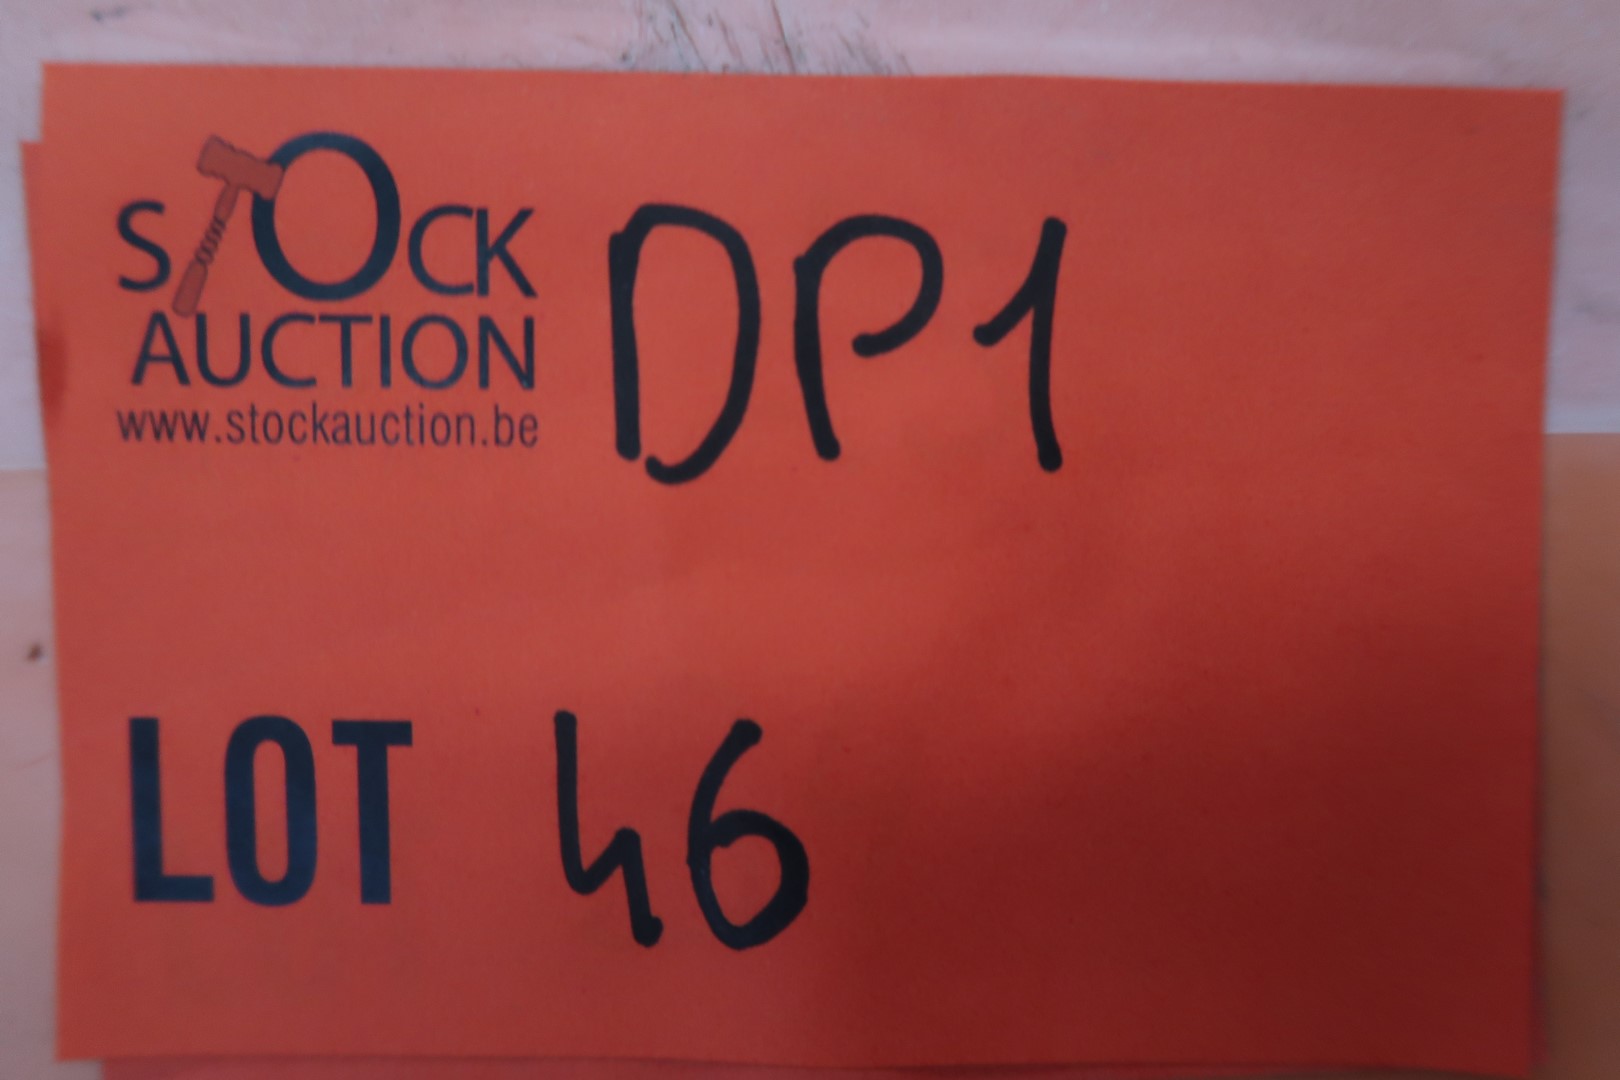 STOCK DP1
AUCTION
www.stockauction.be
LOT 46